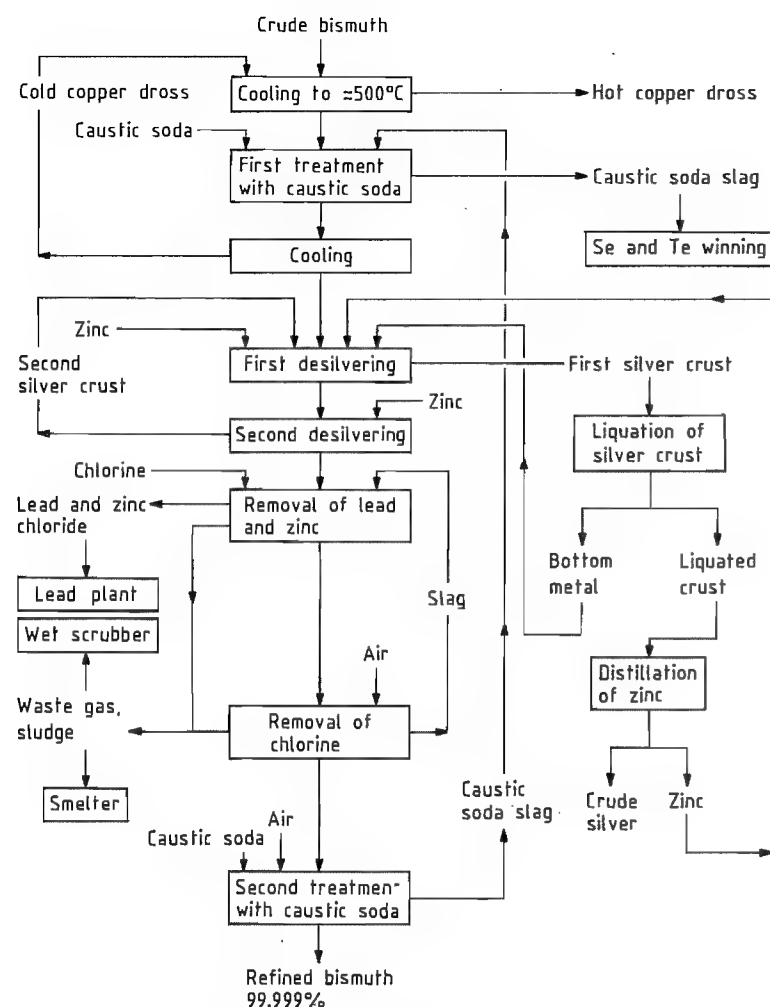 Crude bismuth
Cold copper dross
Cooling to ≈500°C
Hot copper dross
Caustic soda
First treatment
with caustic soda
Caustic soda slag
Se and Te winning
Cooling
Zinc
Second
silver crust
First desilvering
First silver crust
Zinc
Second desilvering
Liquation of
silver crust
Chlorine
Lead and zinc
chloride
Removal of lead
and zinc
Bottom
metal
Liquated
crust
Lead plant
Slag
Wet scrubber
Air
Distillation
of zinc
Waste gas,
sludge
Removal of
chlorine
Smelter
Caustic
soda slag
Crude
silver
Zinc
Air
Caustic soda
Second treatmen-
with caustic soda
Refined bismuth
99.999%